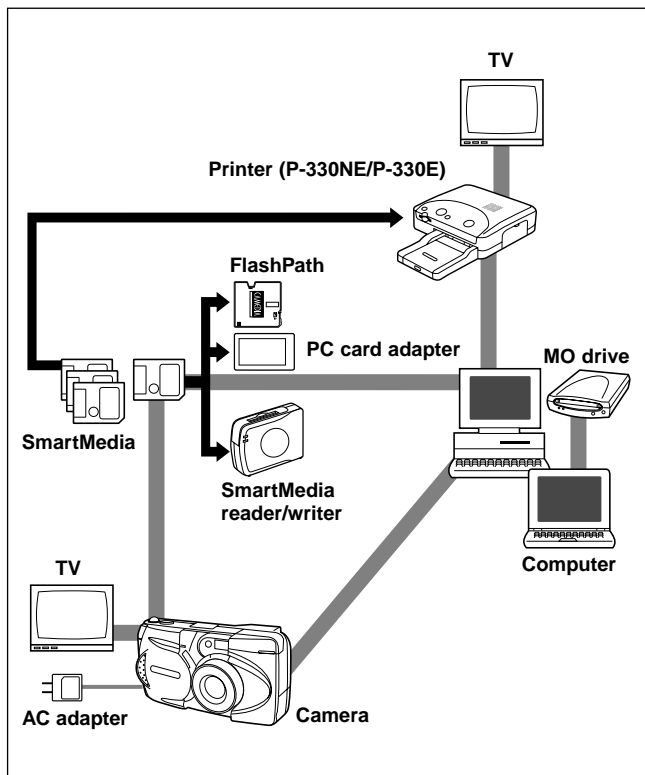 TV
Printer (P-330NE/P-330E)
FlashPath
CAMEDIA
PC card adapter
MO drive
SmartMedia
SmartMedia
reader/writer
Computer
TV
AC adapter
Camera